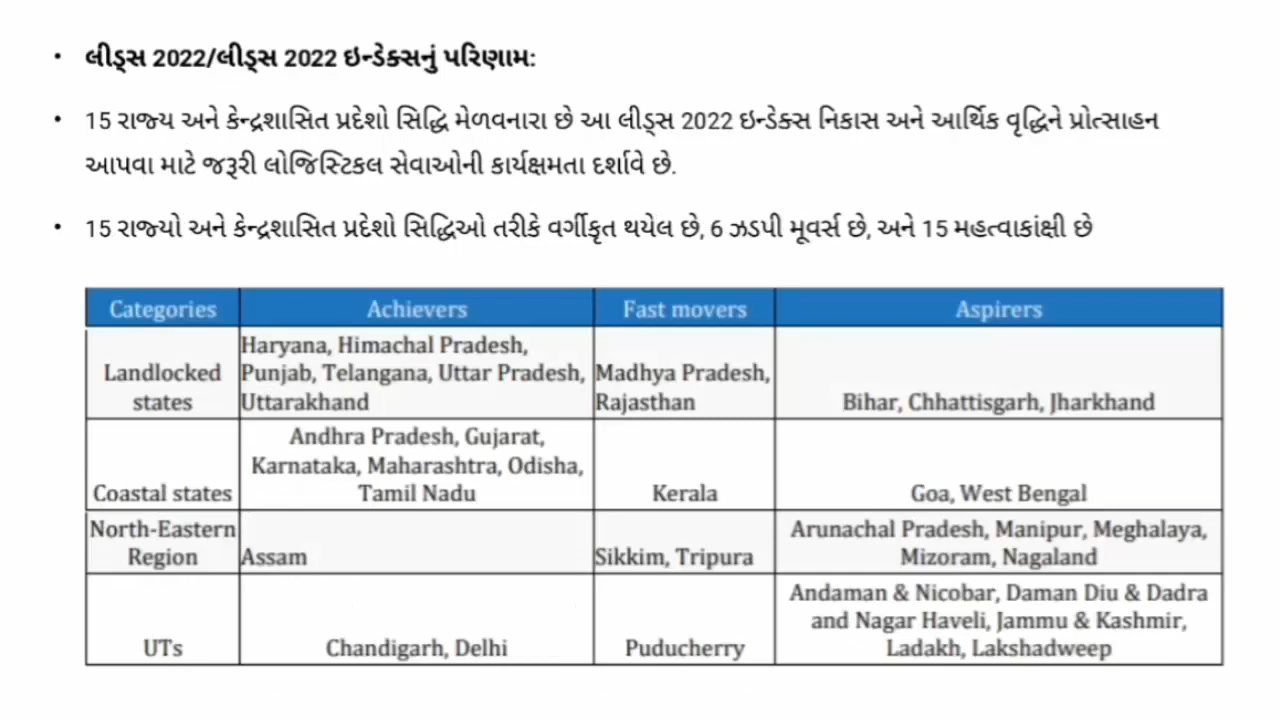 • લીડ્સ 2022/લીડ્સ 2022 ઇન્ડેક્સનું પરિણામ:
• 15 રાજ્ય અને કેન્દ્રશાસિત પ્રદેશો સિદ્ધિ મેળવનારા છે આ લીડ્સ 2022 ઇન્ડેક્સ નિકાસ અને આર્થિક વૃદ્ધિને પ્રોત્સાહન
આપવા માટે જરૂરી લોજિસ્ટિકલ સેવાઓની કાર્યક્ષમતા દર્શાવે છે.
• 15 રાજ્યો અને કેન્દ્રશાસિત પ્રદેશો સિદ્ધિઓ તરીકે વર્ગીકૃત થયેલ છે, 6 ઝડપી મૂવર્સ છે, અને 15 મહત્વાકાંક્ષી છે
Categories Achievers Fast movers Aspirers
Haryana, Himachal Pradesh,
Landlocked Punjab, Telangana, Uttar Pradesh, Madhya Pradesh,
states Uttarakhand Rajasthan Bihar, Chhattisgarh, Jharkhand
Andhra Pradesh, Gujarat,
Karnataka, Maharashtra, Odisha,
Coastal states Tamil Nadu Kerala Goa, West Bengal
North-Eastern Arunachal Pradesh, Manipur, Meghalaya,
Region Assam Sikkim, Tripura Mizoram, Nagaland
Andaman & Nicobar, Daman Diu & Dadra
and Nagar Haveli, Jammu & Kashmir,
UTs Chandigarh, Delhi Puducherry Ladakh, Lakshadweep